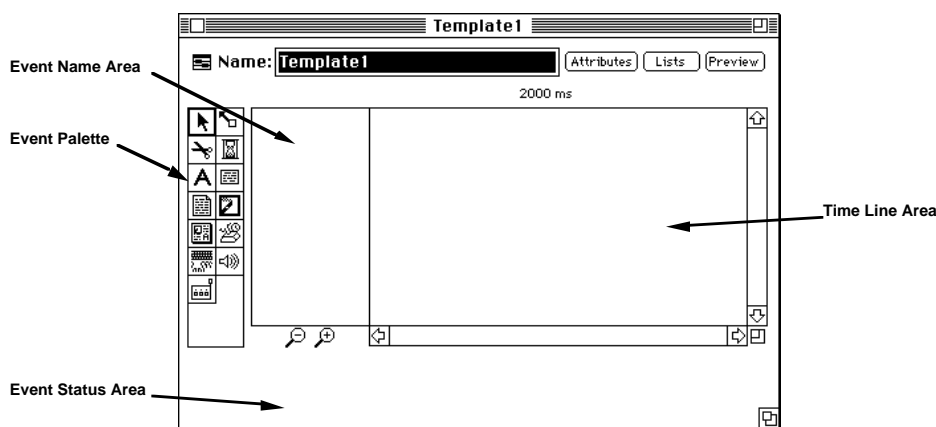 Template1
Name: Template1
Attributes
Lists
Preview
Event Name Area
2000 ms
Event Palette
A
Time Line Area
Event Status Area